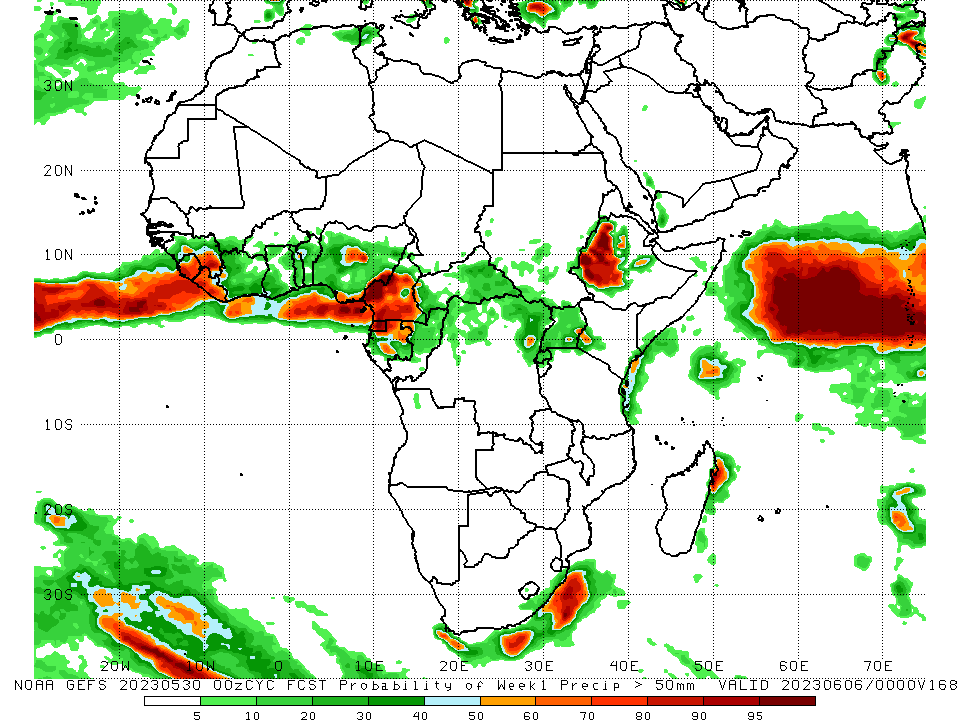 30N
20N
10N
0
10S
20S
30S
20W 10W 0 10E 20E 30E 40E 50E 60E 70E
NOAA GEFS 20230530 00zCYC FCST Probability of Week1 Precip > 50mm VALID 20230606/0000V168
5 10 20 30 40 50 60 70 80 90 95